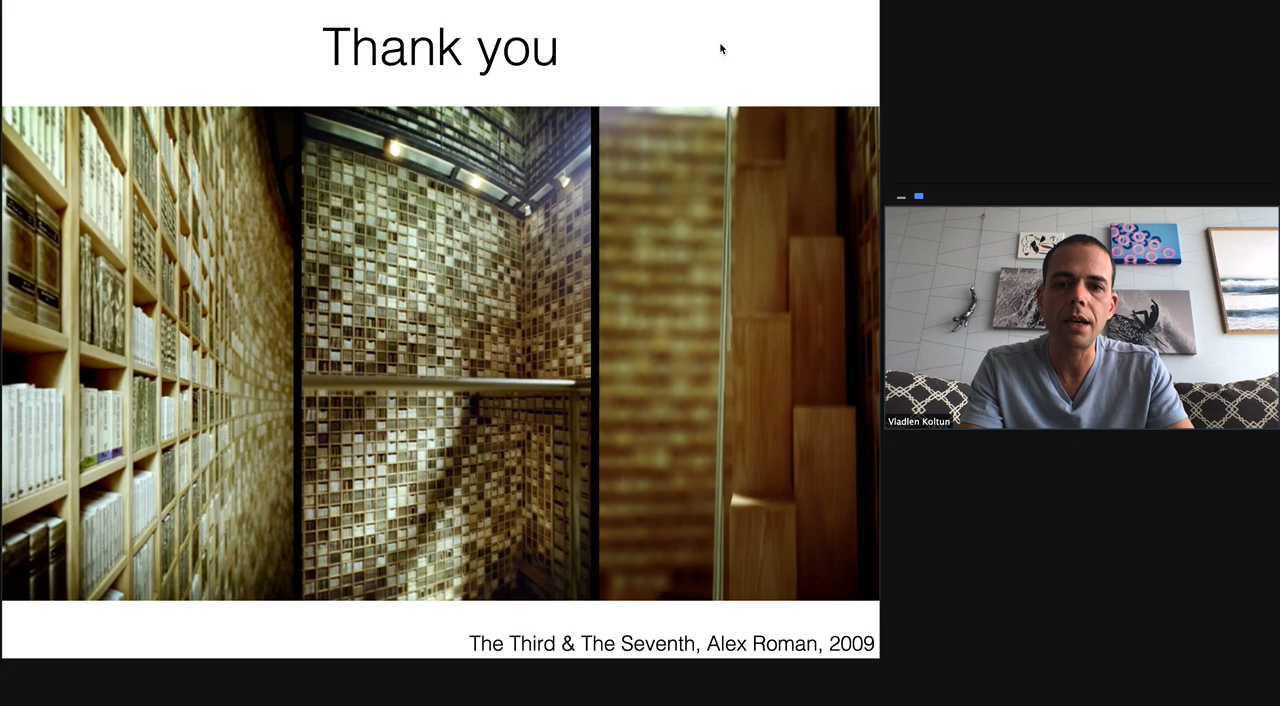 Thank you
The Third & The Seventh, Alex Roman, 2009
Vladlen Koltun